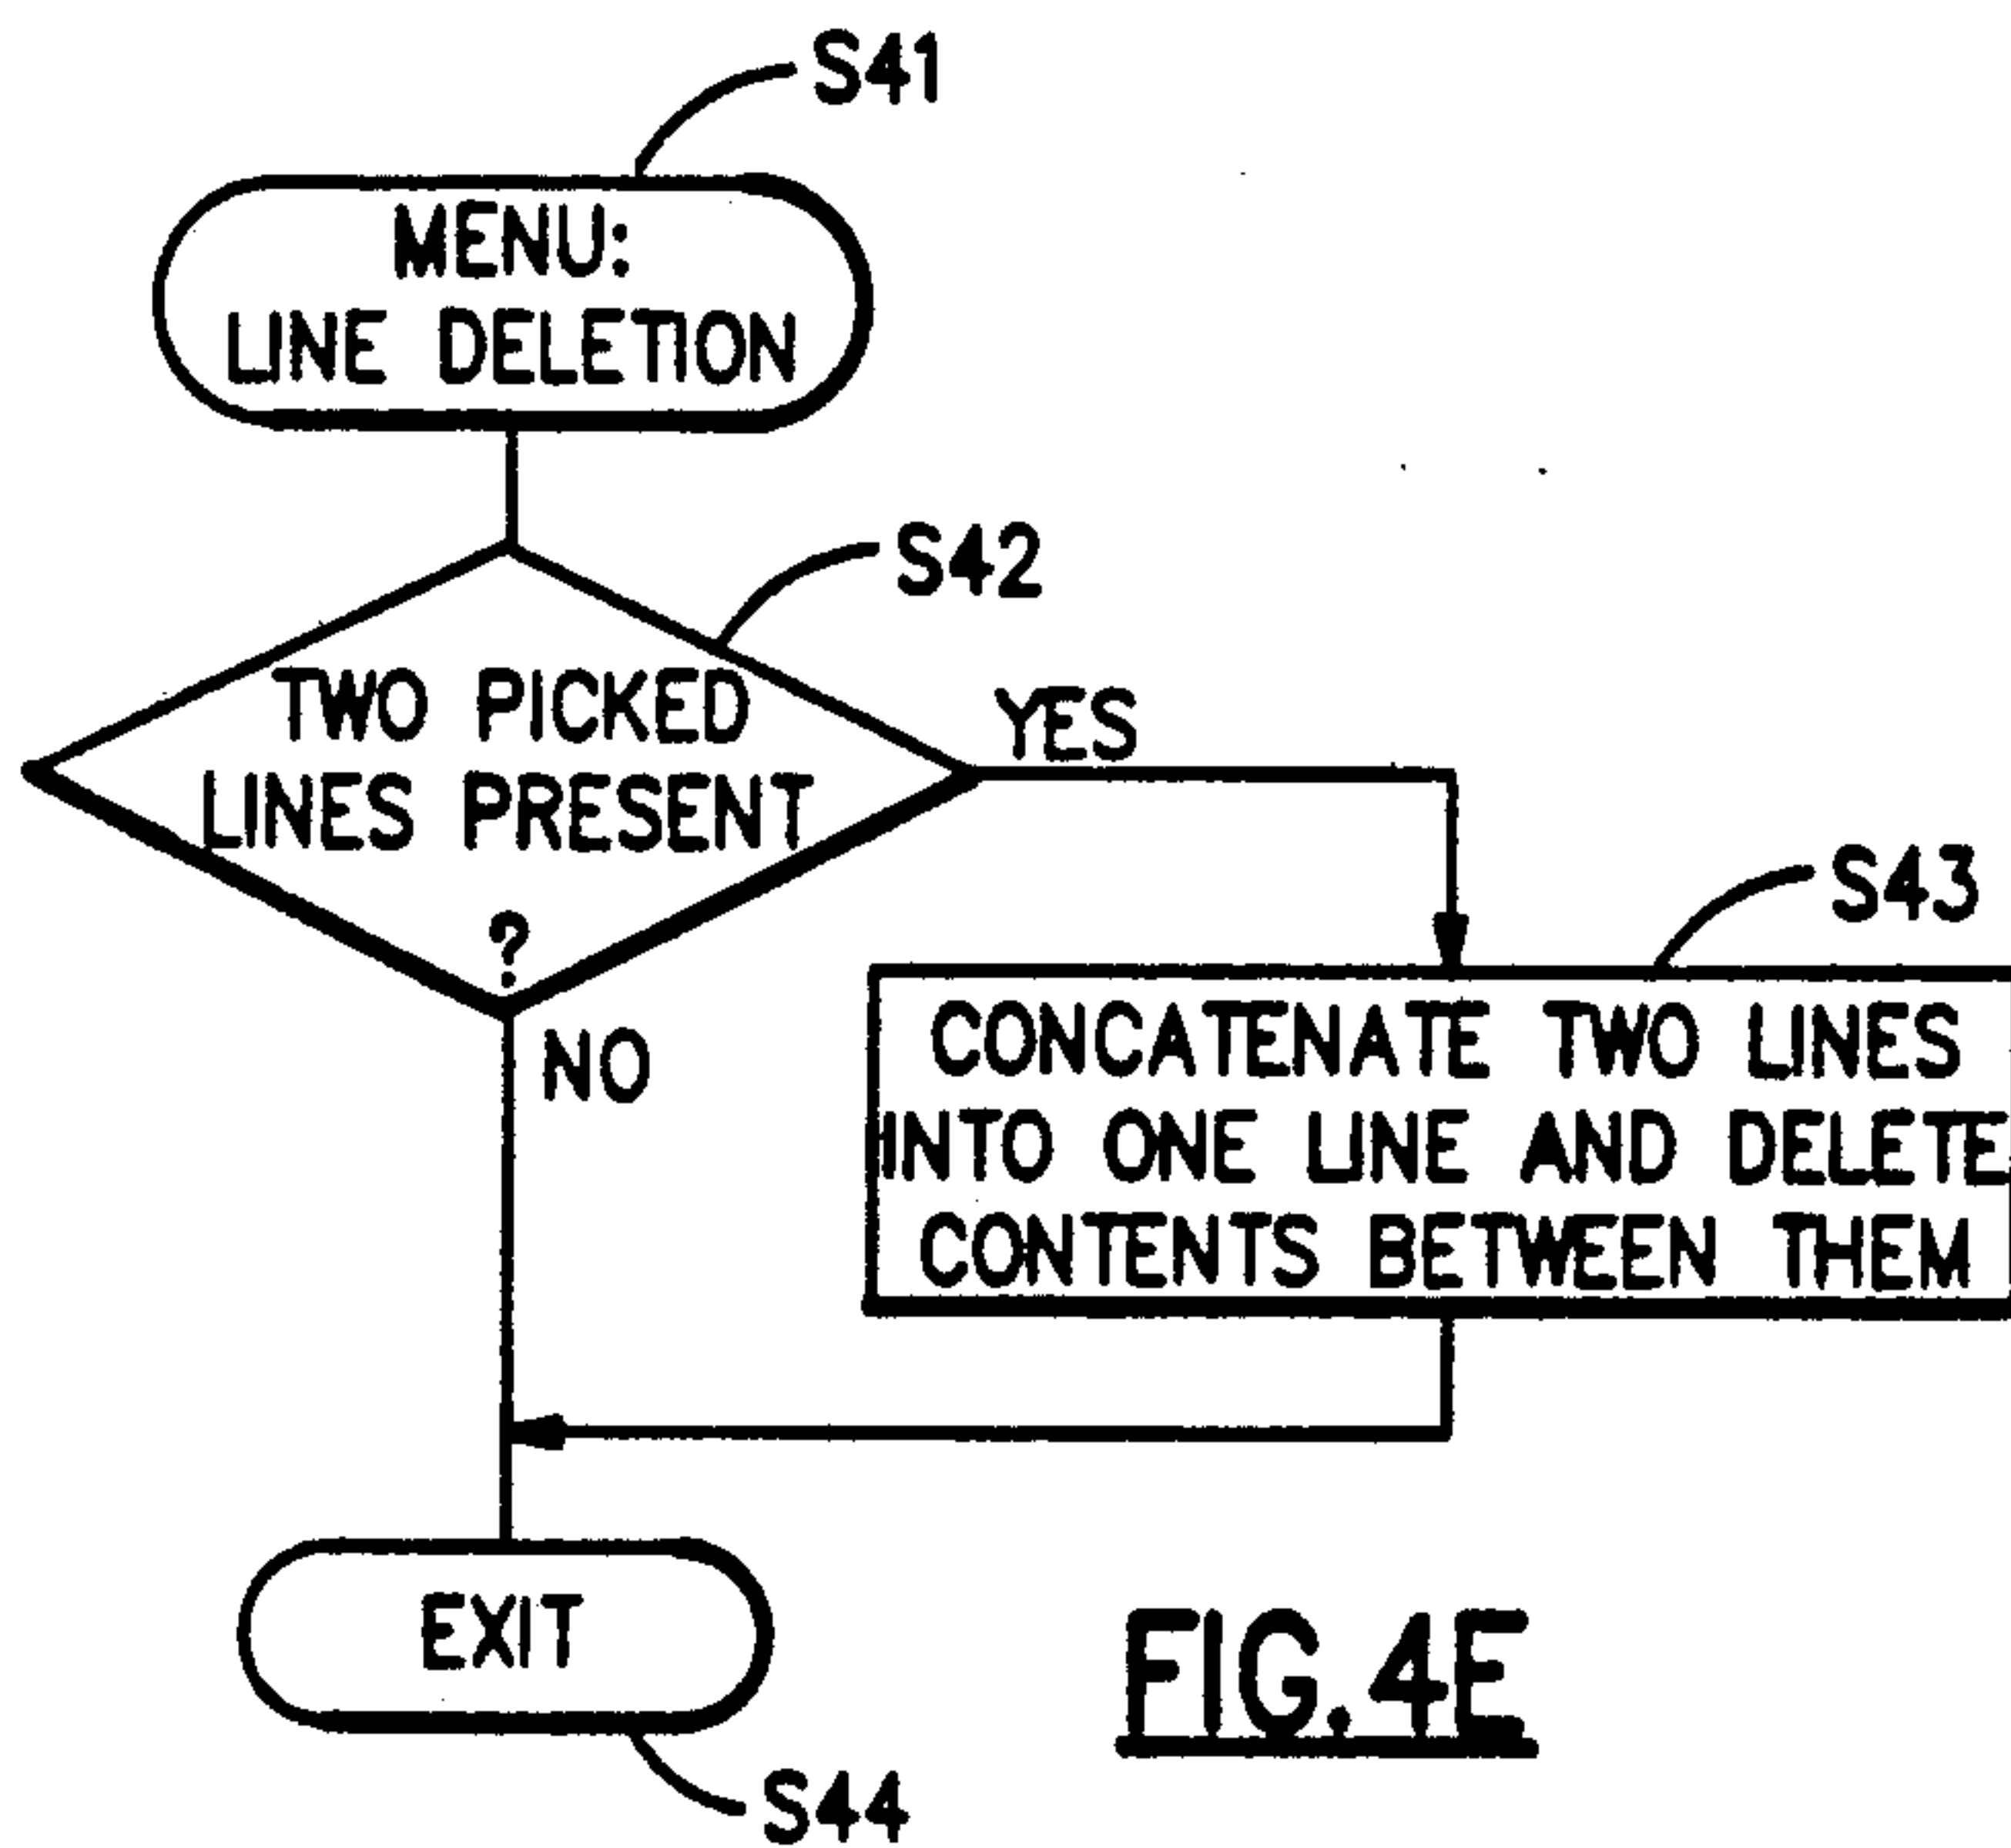 S41
MENU:
LINE DELETION
S42
TWO PICKED
LINES PRESENT
?
YES
NO
S43
CONCATENATE TWO LINES
INTO ONE LINE AND DELETE
CONTENTS BETWEEN THEM
EXIT
S44
FIG.4E